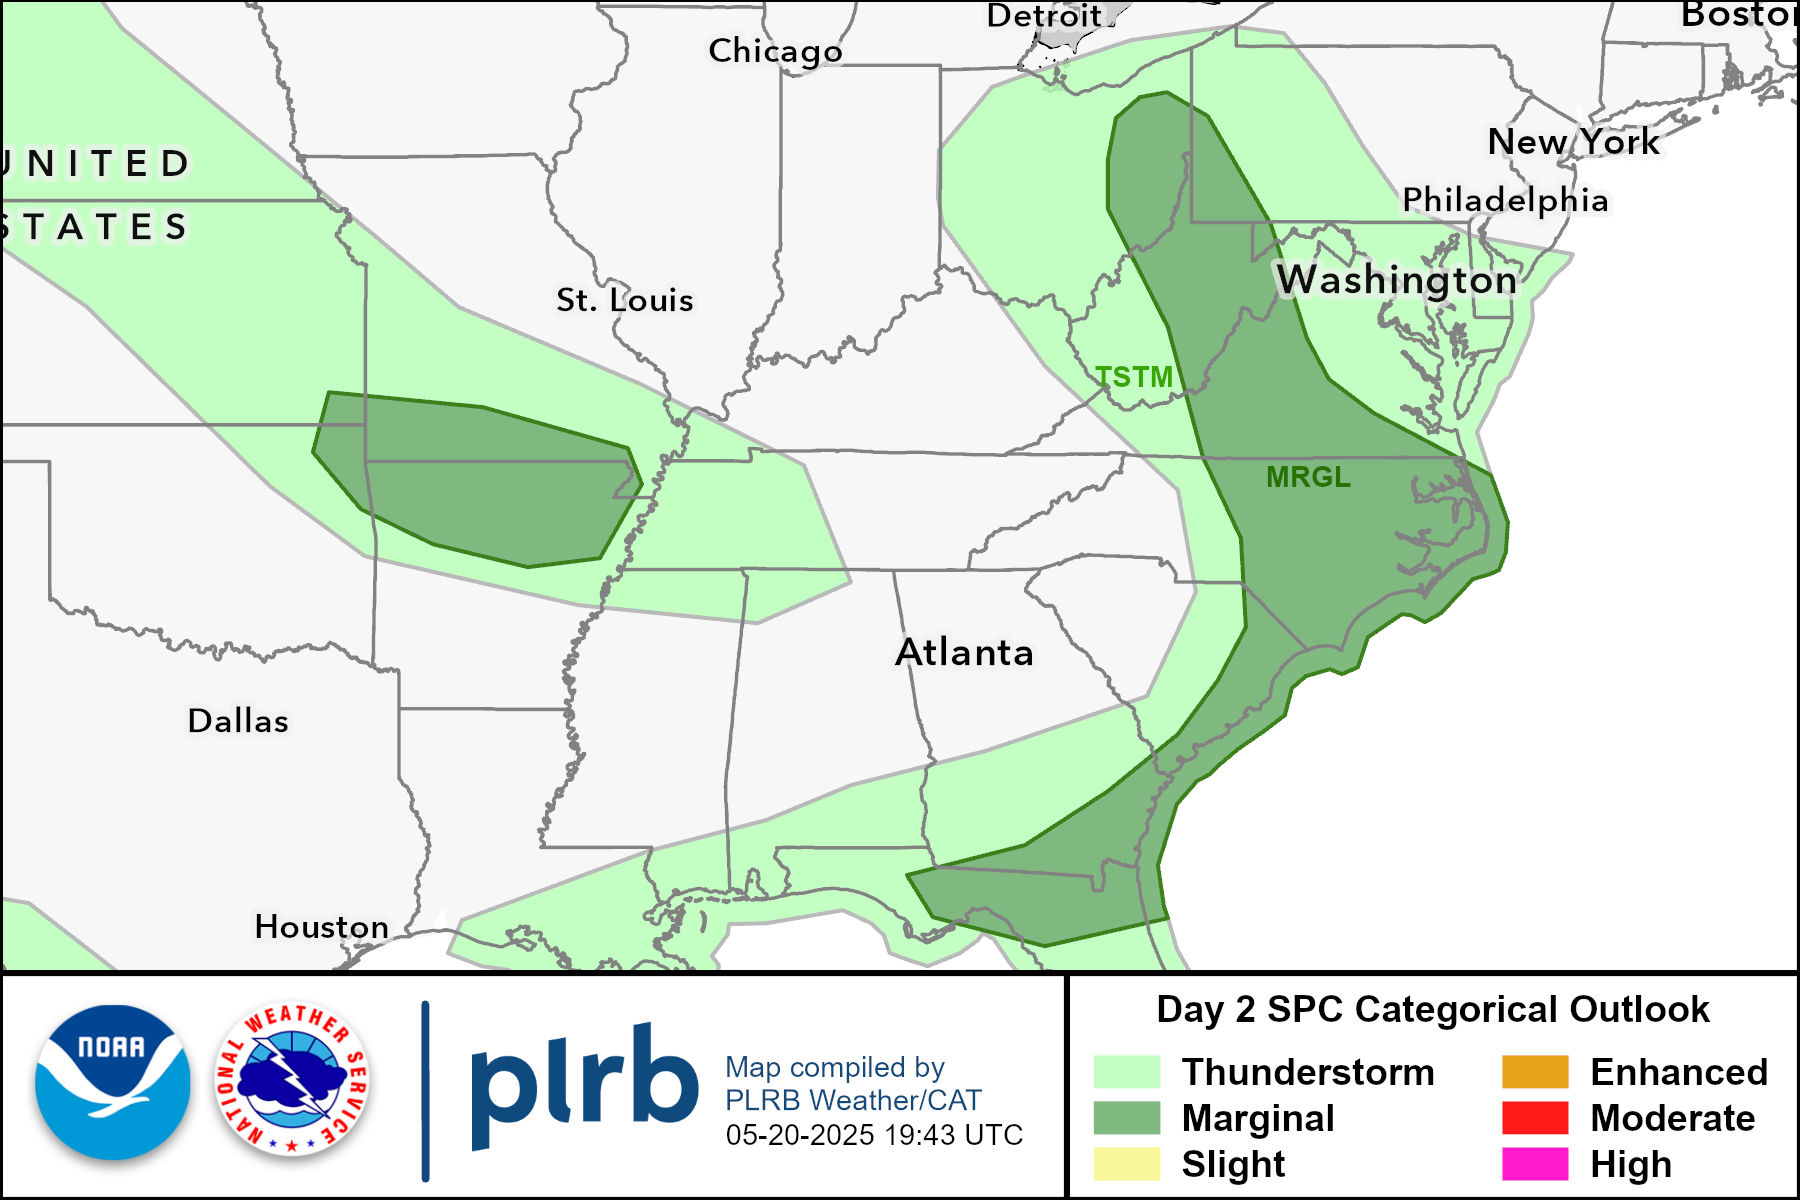 Detroit
Boston
Chicago
New York
UNITED
Philadelphia
STATES
Washington
St. Louis
TSTM
MRGL
Atlanta
Dallas
Houston
NOAA
NATIONAL WEATHER SERVICE
plrb
Map compiled by
PLRB Weather/CAT
05-20-2025 19:43 UTC
Day 2 SPC Categorical Outlook
Thunderstorm
Enhanced
Marginal
Moderate
Slight
High